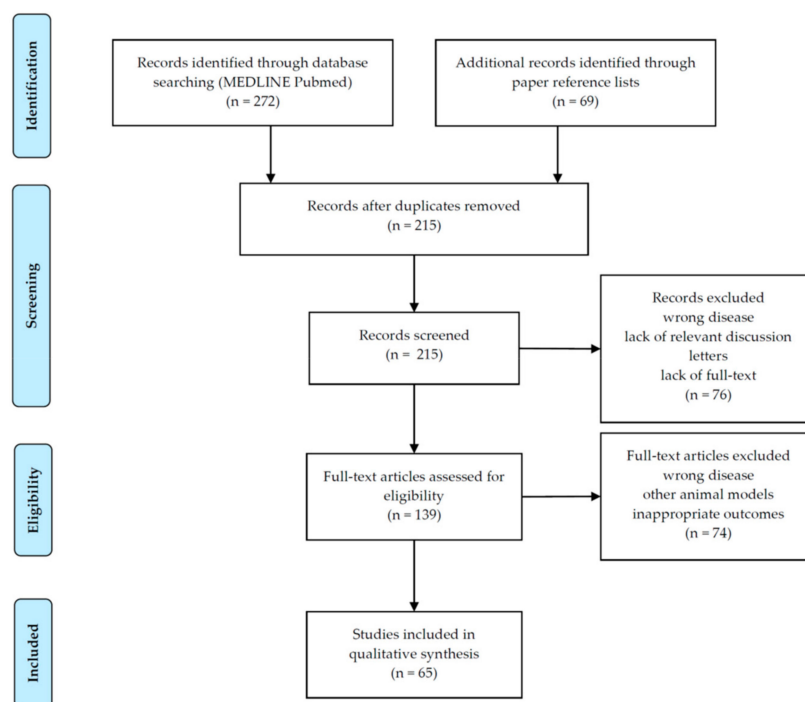 Identification
Records identified through database
searching (MEDLINE Pubmed)
(n = 272)
Additional records identified through
paper reference lists
(n = 69)
Screening
Records after duplicates removed
(n = 215)
Records screened
(n = 215)
Records excluded
wrong disease
lack of relevant discussion
letters
lack of full-text
(n = 76)
Eligibility
Full-text articles assessed for
eligibility
(n = 139)
Full-text articles excluded
wrong disease
other animal models
inappropriate outcomes
(n = 74)
Included
Studies included in
qualitative synthesis
(n = 65)